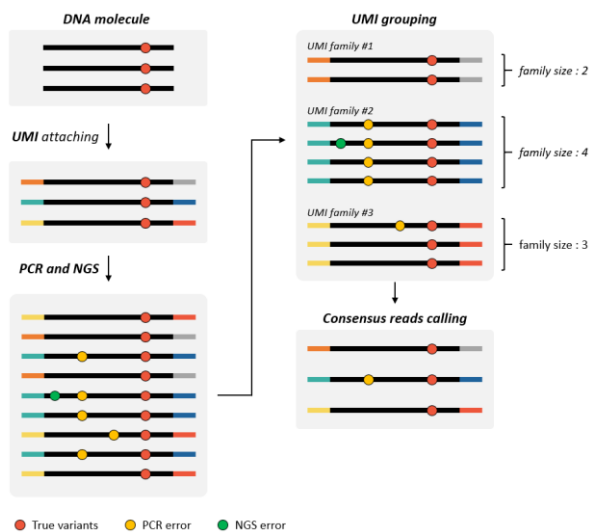 DNA molecule
UMI attaching
PCR and NGS
UMI grouping
UMI family #1
family size : 2
UMI family #2
family size : 4
UMI family #3
family size : 3
Consensus reads calling
True variants
PCR error
NGS error